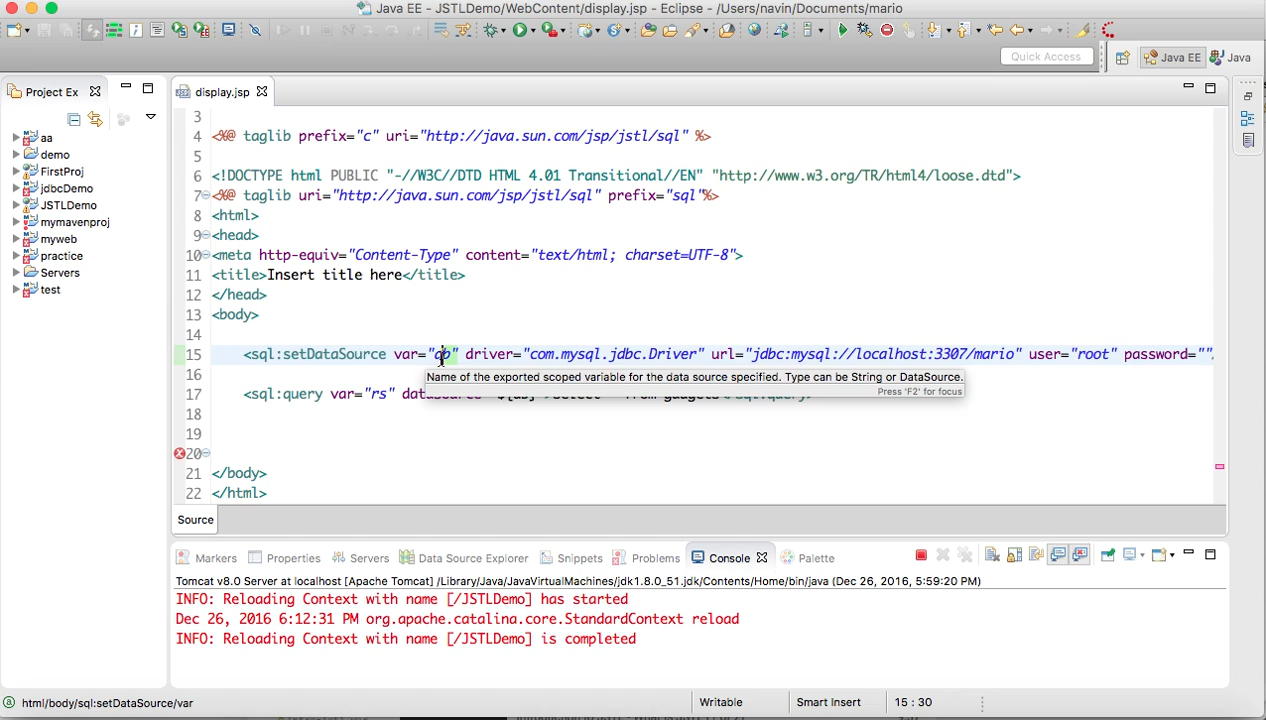 Java EE - JSTLDemo/WebContent/display.jsp - Eclipse - /Users/navin/Documents/mario
Quick Access
Java EE
Java
Project Ex
display.jsp
aa
demo
FirstProj
jdbcDemo
JSTLDemo
mymavenproj
myweb
practice
Servers
test
3
4 <%@ taglib prefix="c" uri="http://java.sun.com/jsp/jstl/sql" %>
5
6 <!DOCTYPE html PUBLIC "-//W3C//DTD HTML 4.01 Transitional//EN" "http://www.w3.org/TR/html4/loose.dtd">
7 <%@ taglib uri="http://java.sun.com/jsp/jstl/sql" prefix="sql"%>
8 <html>
9 <head>
10 <meta http-equiv="Content-Type" content="text/html; charset=UTF-8">
11 <title>Insert title here</title>
12 </head>
13 <body>
14
15 <sql:setDataSource var="db" driver="com.mysql.jdbc.Driver" url="jdbc:mysql://localhost:3307/mario" user="root" password=""
16
Name of the exported scoped variable for the data source specified. Type can be String or DataSource.
Press 'F2' for focus
17 <sql:query var="rs"
18
19
20
21 </body>
22 </html>
Source
Markers
Properties
Servers
Data Source Explorer
Snippets
Problems
Console
Palette
Tomcat v8.0 Server at localhost [Apache Tomcat] /Library/Java/JavaVirtualMachines/jdk1.8.0_51.jdk/Contents/Home/bin/java (Dec 26, 2016, 5:59:20 PM)
INFO: Reloading Context with name [/JSTLDemo] has started
Dec 26, 2016 6:12:31 PM org.apache.catalina.core.StandardContext reload
INFO: Reloading Context with name [/JSTLDemo] is completed
html/body/sql:setDataSource/var
Writable
Smart Insert
15 : 30